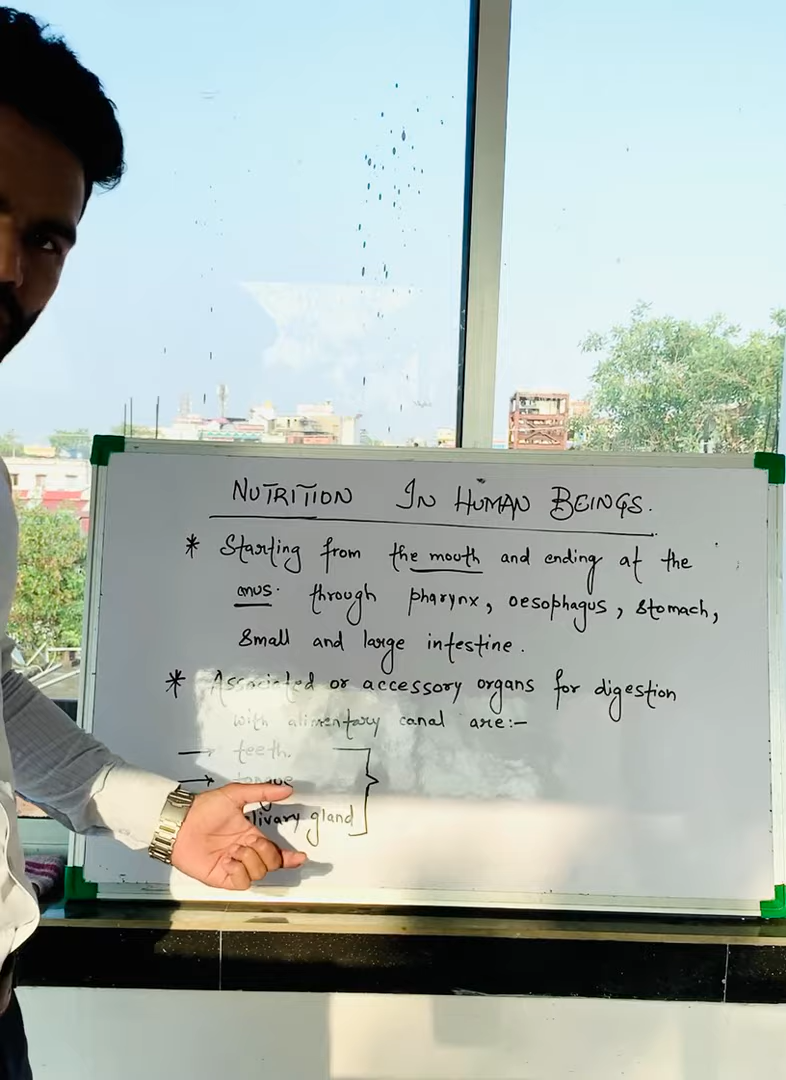 NUTRITION IN HUMAN BEINGS.
* Starting from the mouth and ending at the
anus. through pharynx, oesophagus, stomach,
Small and large intestine.
* Associated or accessory organs for digestion
with alimentary canal are:-
→ teeth.
→ tongue
gland